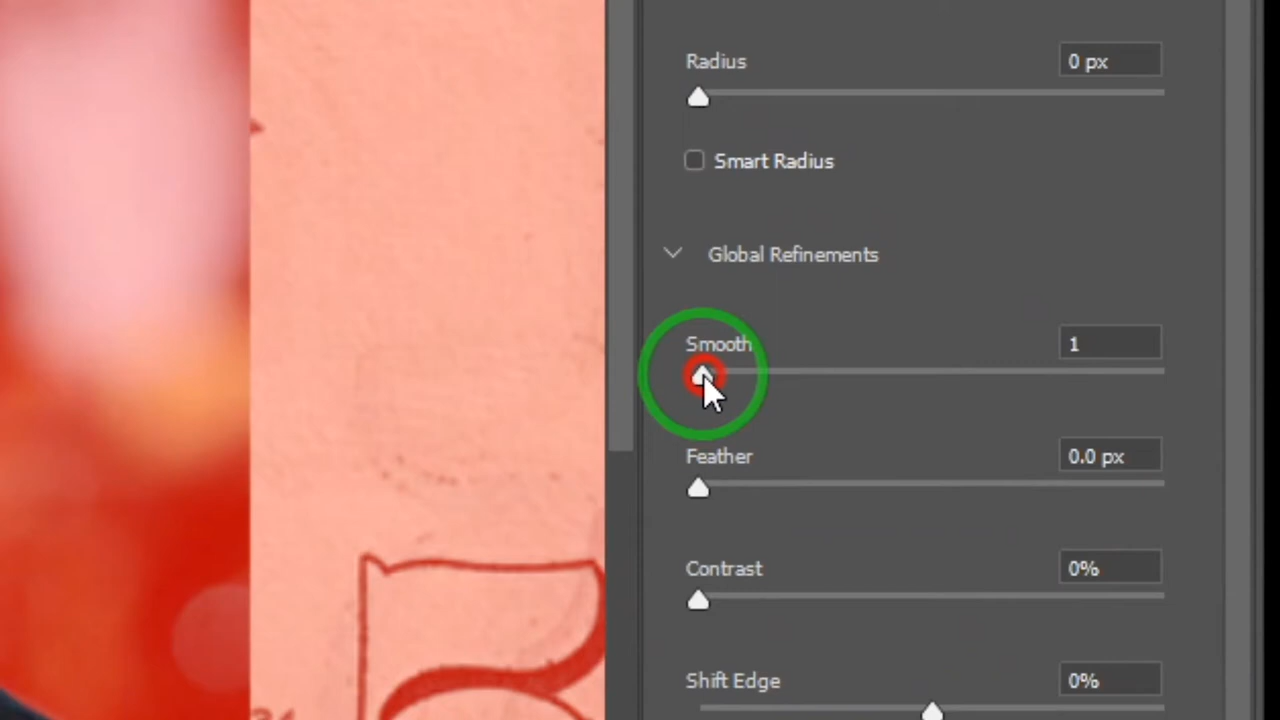 Radius 0 px
Smart Radius
Global Refinements
Smooth 1
Feather 0.0 px
Contrast 0%
Shift Edge 0%